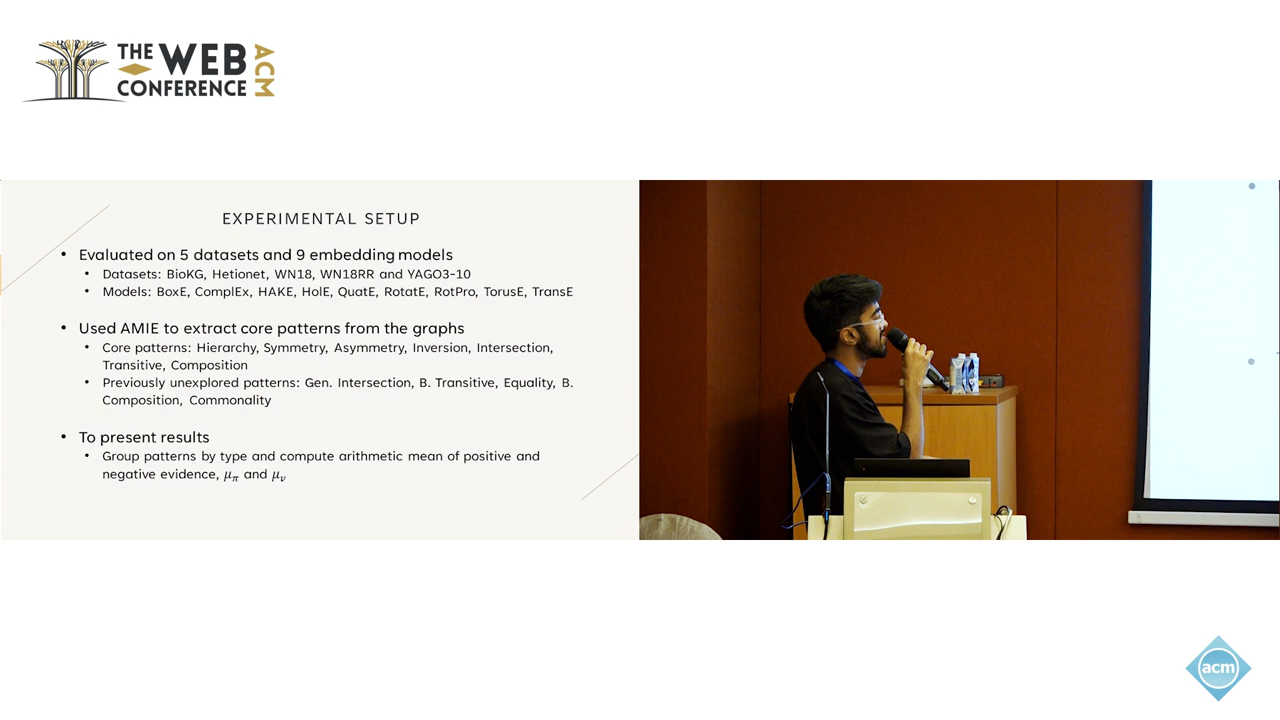 THE WEB
CONFERENCE
ACM
EXPERIMENTAL SETUP
• Evaluated on 5 datasets and 9 embedding models
• Datasets: BioKG, Hetionet, WN18, WN18RR and YAGO3-10
• Models: BoxE, ComplEx, HAKE, HolE, QuatE, RotatE, RotPro, TorusE, TransE
• Used AMIE to extract core patterns from the graphs
• Core patterns: Hierarchy, Symmetry, Asymmetry, Inversion, Intersection,
Transitive, Composition
• Previously unexplored patterns: Gen. Intersection, B. Transitive, Equality, B.
Composition, Commonality
• To present results
• Group patterns by type and compute arithmetic mean of positive and
negative evidence, μπ and μν
acm